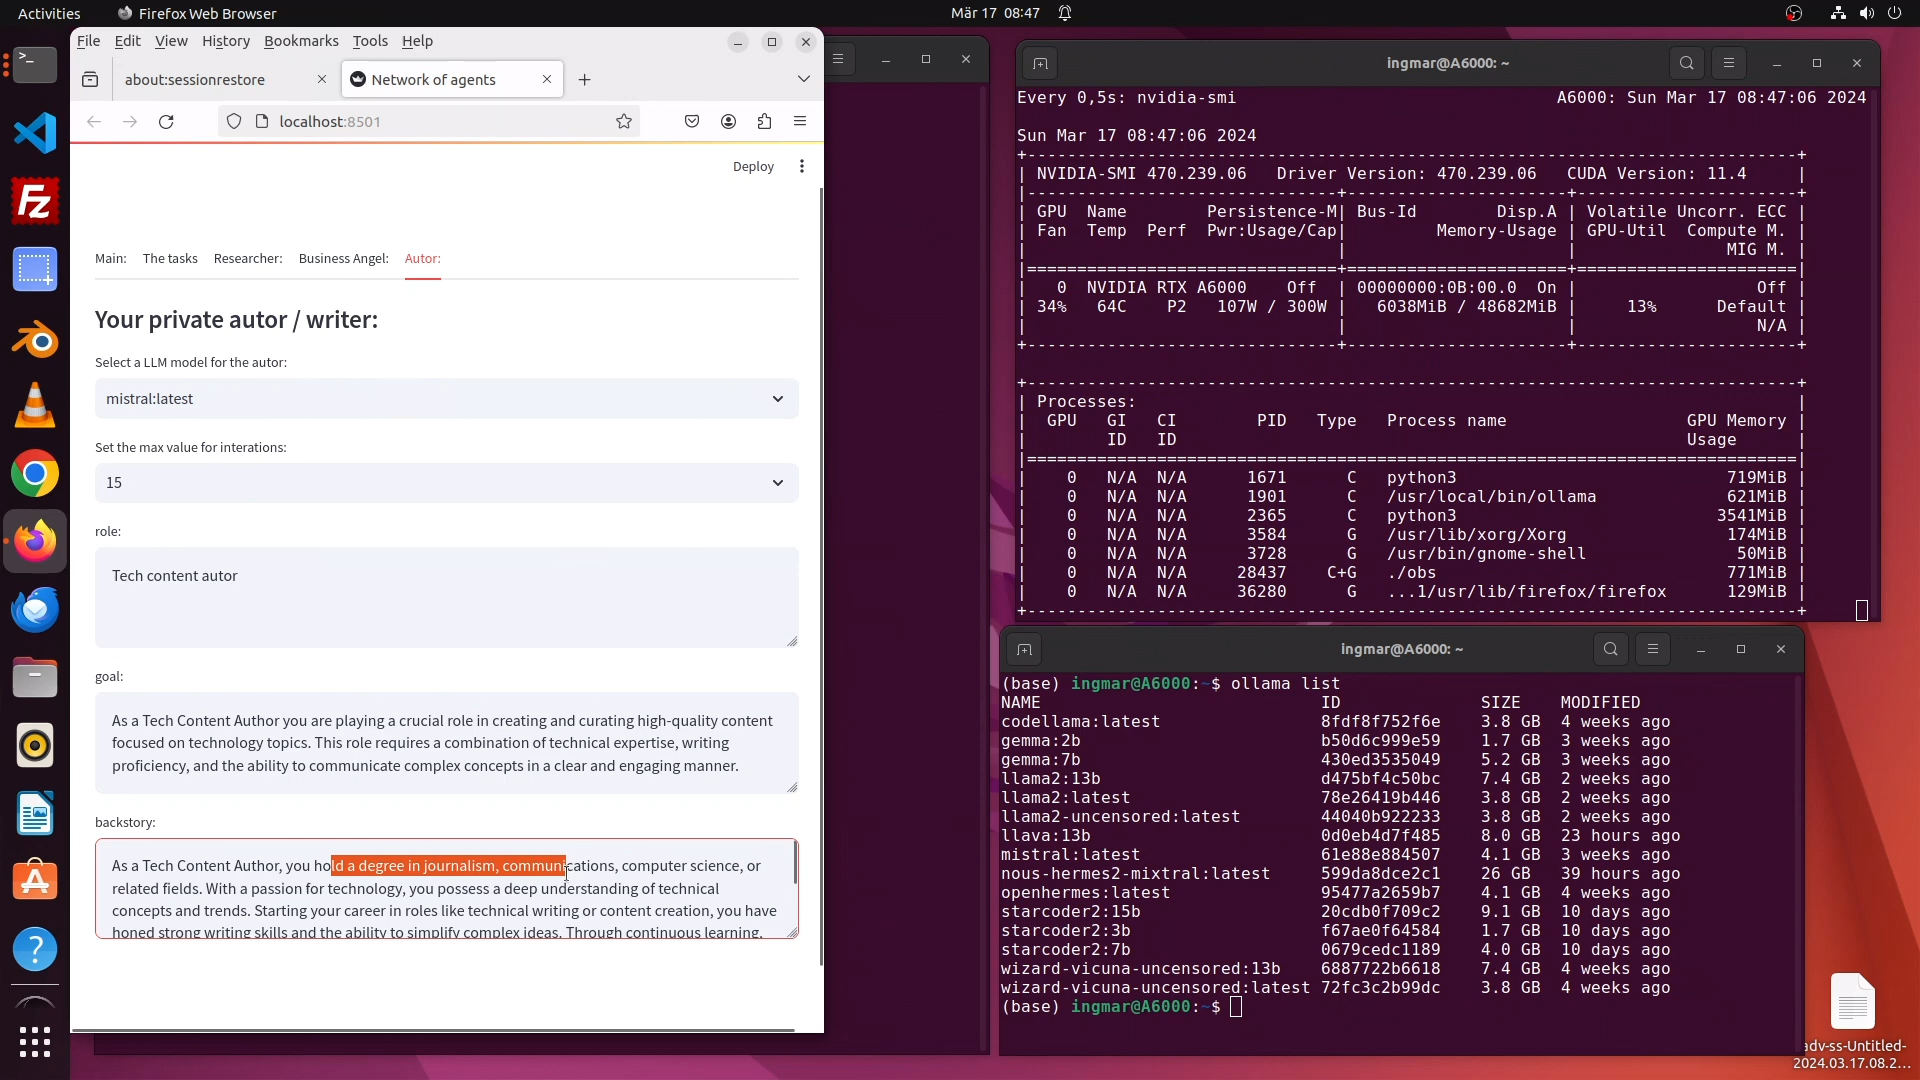 Activities
Firefox Web Browser
Mär 17 08:47
File Edit View History Bookmarks Tools Help
about:sessionrestore
Network of agents
localhost:8501
Deploy
Main: The tasks Researcher: Business Angel: Autor:
Your private autor / writer:
Select a LLM model for the autor:
mistral:latest
Set the max value for interations:
15
role:
Tech content autor
goal:
As a Tech Content Author you are playing a crucial role in creating and curating high-quality content
focused on technology topics. This role requires a combination of technical expertise, writing
proficiency, and the ability to communicate complex concepts in a clear and engaging manner.
backstory:
As a Tech Content Author, you hold a degree in journalism, communications, computer science, or
related fields. With a passion for technology, you possess a deep understanding of technical
concepts and trends. Starting your career in roles like technical writing or content creation, you have
honed strong writing skills and the ability to simplify complex ideas. Through continuous learning,
ingmar@A6000: ~
Every 0,5s: nvidia-smi A6000: Sun Mar 17 08:47:06 2024
Sun Mar 17 08:47:06 2024
+-----------------------------------------------------------------------------+
| NVIDIA-SMI 470.239.06   Driver Version: 470.239.06   CUDA Version: 11.4     |
|-------------------------------+----------------------+----------------------+
| GPU  Name        Persistence-M| Bus-Id        Disp.A | Volatile Uncorr. ECC |
| Fan  Temp  Perf  Pwr:Usage/Cap|         Memory-Usage | GPU-Util  Compute M. |
|                               |                      |               MIG M. |
|===============================+======================+======================|
|   0  NVIDIA RTX A6000    Off  | 00000000:0B:00.0  On |                  Off |
| 34%   64C    P2   107W / 300W |   6038MiB / 48682MiB |     13%      Default |
|                               |                      |                  N/A |
+-------------------------------+----------------------+----------------------+
+-----------------------------------------------------------------------------+
| Processes:                                                                  |
|  GPU   GI   CI        PID   Type   Process name                  GPU Memory |
|        ID   ID                                                   Usage      |
|=============================================================================|
|    0   N/A  N/A      1671      C   python3                           719MiB |
|    0   N/A  N/A      1901      C   /usr/local/bin/ollama             621MiB |
|    0   N/A  N/A      2365      C   python3                          3541MiB |
|    0   N/A  N/A      3584      G   /usr/lib/xorg/Xorg                174MiB |
|    0   N/A  N/A      3728      G   /usr/bin/gnome-shell               50MiB |
|    0   N/A  N/A     28437    C+G   ./obs                             771MiB |
|    0   N/A  N/A     36280      G   ...1/usr/lib/firefox/firefox      129MiB |
+-----------------------------------------------------------------------------+
ingmar@A6000: ~
(base) ingmar@A6000:~$ ollama list
NAME ID SIZE MODIFIED
codellama:latest 8fdf8f752f6e 3.8 GB 4 weeks ago
gemma:2b b50d6c999e59 1.7 GB 3 weeks ago
gemma:7b 430ed3535049 5.2 GB 3 weeks ago
llama2:13b d475bf4c50bc 7.4 GB 2 weeks ago
llama2:latest 78e26419b446 3.8 GB 2 weeks ago
llama2-uncensored:latest 44040b922233 3.8 GB 2 weeks ago
llava:13b 0d0eb4d7f485 8.0 GB 23 hours ago
mistral:latest 61e88e884507 4.1 GB 3 weeks ago
nous-hermes2-mixtral:latest 599da8dce2c1 26 GB 39 hours ago
openhermes:latest 95477a2659b7 4.1 GB 4 weeks ago
starcoder2:15b 20cdb0f709c2 9.1 GB 10 days ago
starcoder2:3b f67ae0f64584 1.7 GB 10 days ago
starcoder2:7b 0679cedc1189 4.0 GB 10 days ago
wizard-vicuna-uncensored:13b 6887722b6618 7.4 GB 4 weeks ago
wizard-vicuna-uncensored:latest 72fc3c2b99dc 3.8 GB 4 weeks ago
(base) ingmar@A6000:~$
adv-ss-Untitled-
2024.03.17.08.2...